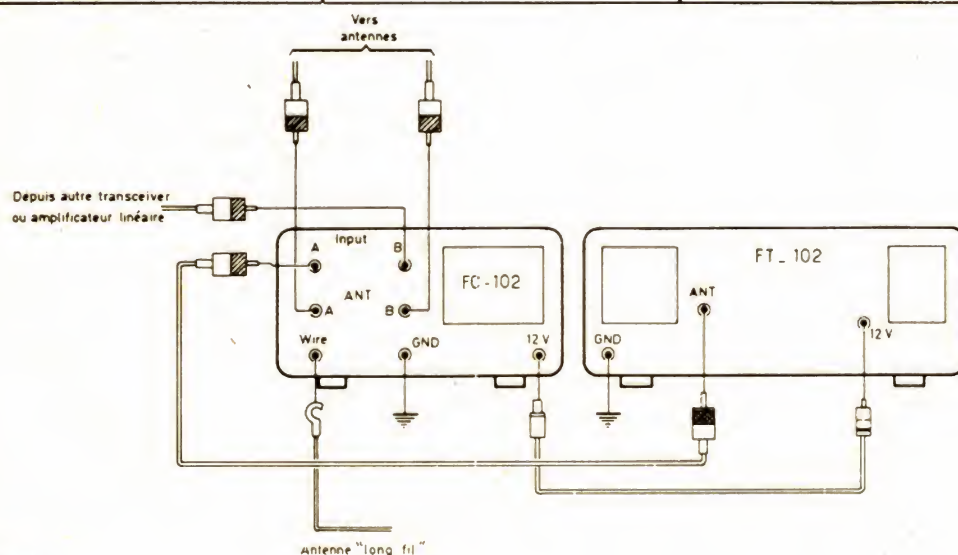 Vers
antennes
Dépuis autre transceiver
ou amplificateur linéaire
Input
A
B
ANT
A
B
FC-102
Wire
GND
12 V
FT_102
ANT
GND
12 V
Antenne "long fil"